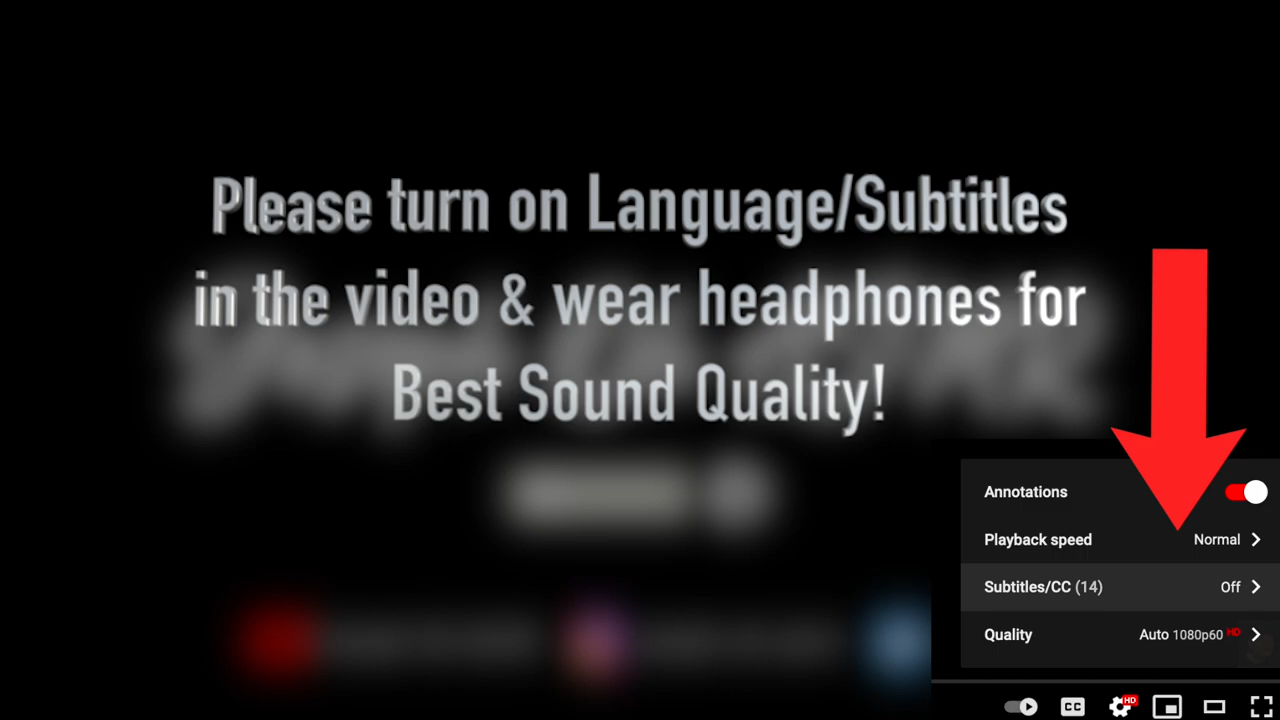 Please turn on Language/Subtitles
in the video & wear headphones for
Best Sound Quality!
Annotations
Playback speed Normal
Subtitles/CC (14) Off
Quality Auto 1080p60 HD
CC HD